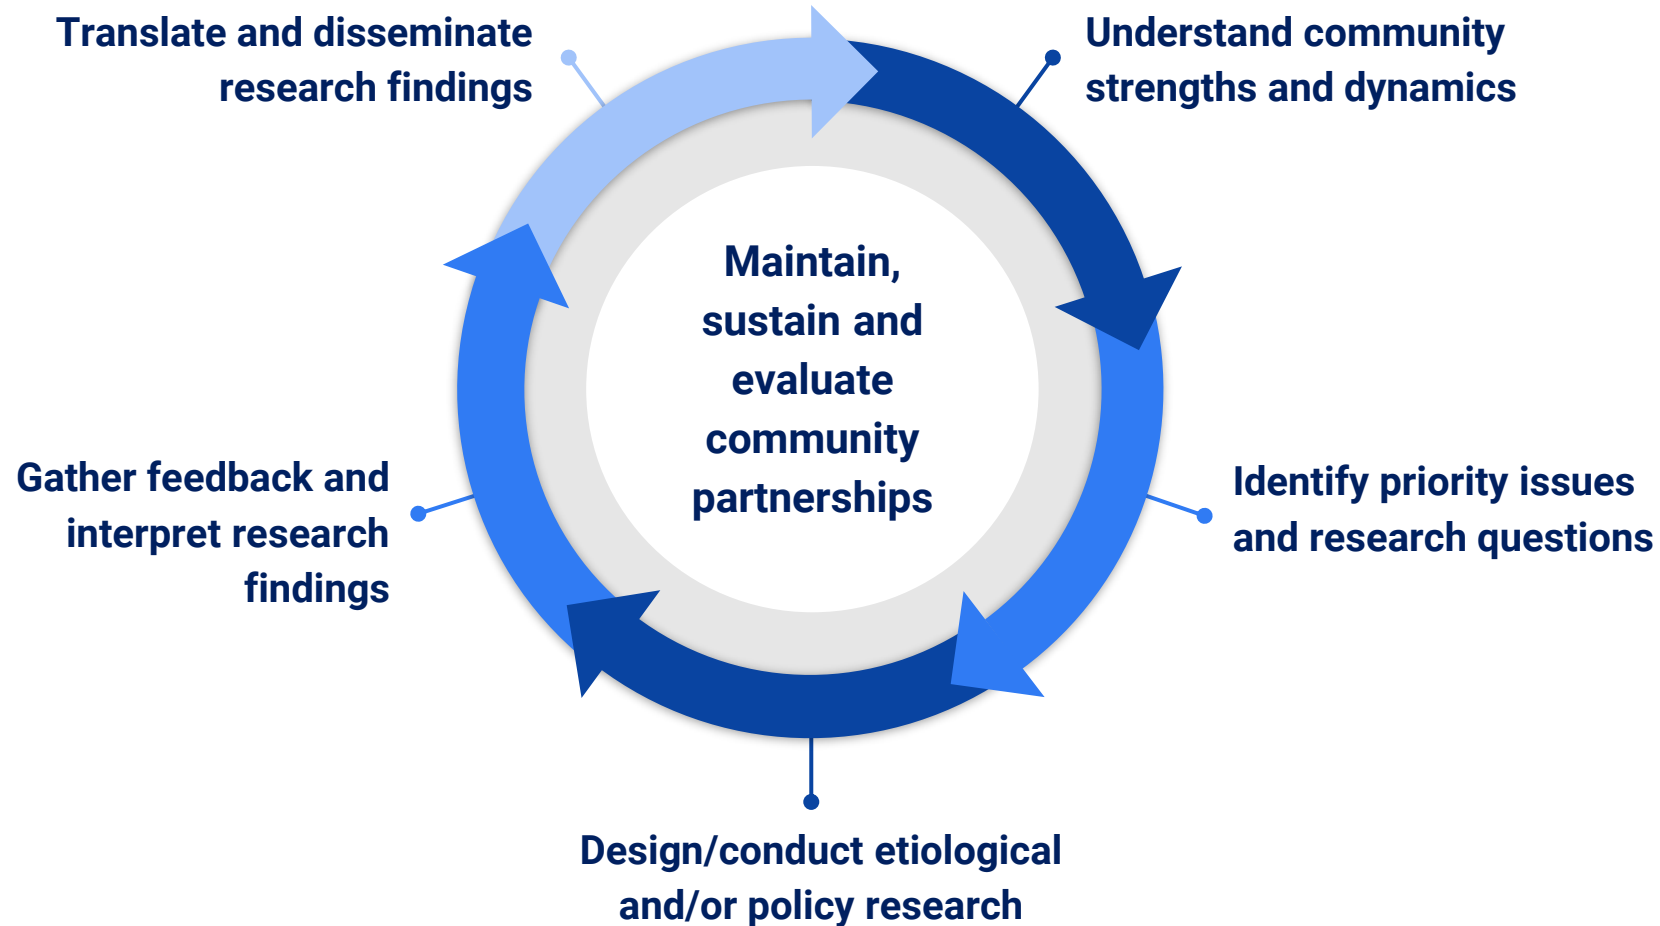 Translate and disseminate
research findings
Understand community
strengths and dynamics
Maintain,
sustain and
evaluate
community
partnerships
Gather feedback and
interpret research
findings
Identify priority issues
and research questions
Design/conduct etiological
and/or policy research